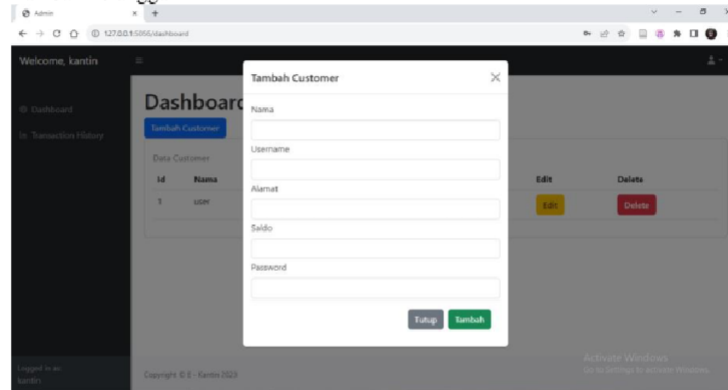 Admin
127.0.0.1:5055/dashboard
Welcome, kantin
Tambah Customer
Dashboard
Nama
Dashboard
Tambah Customer
Transaction History
Username
Data Customer
Id Nama Edit Delete
Alamat
1 user Edit Delete
Saldo
Password
Tutup Tambah
Activate Windows
Go to Settings to Activate Windows.
Logged in as:
kantin
Copyright © E - Kantin 2023